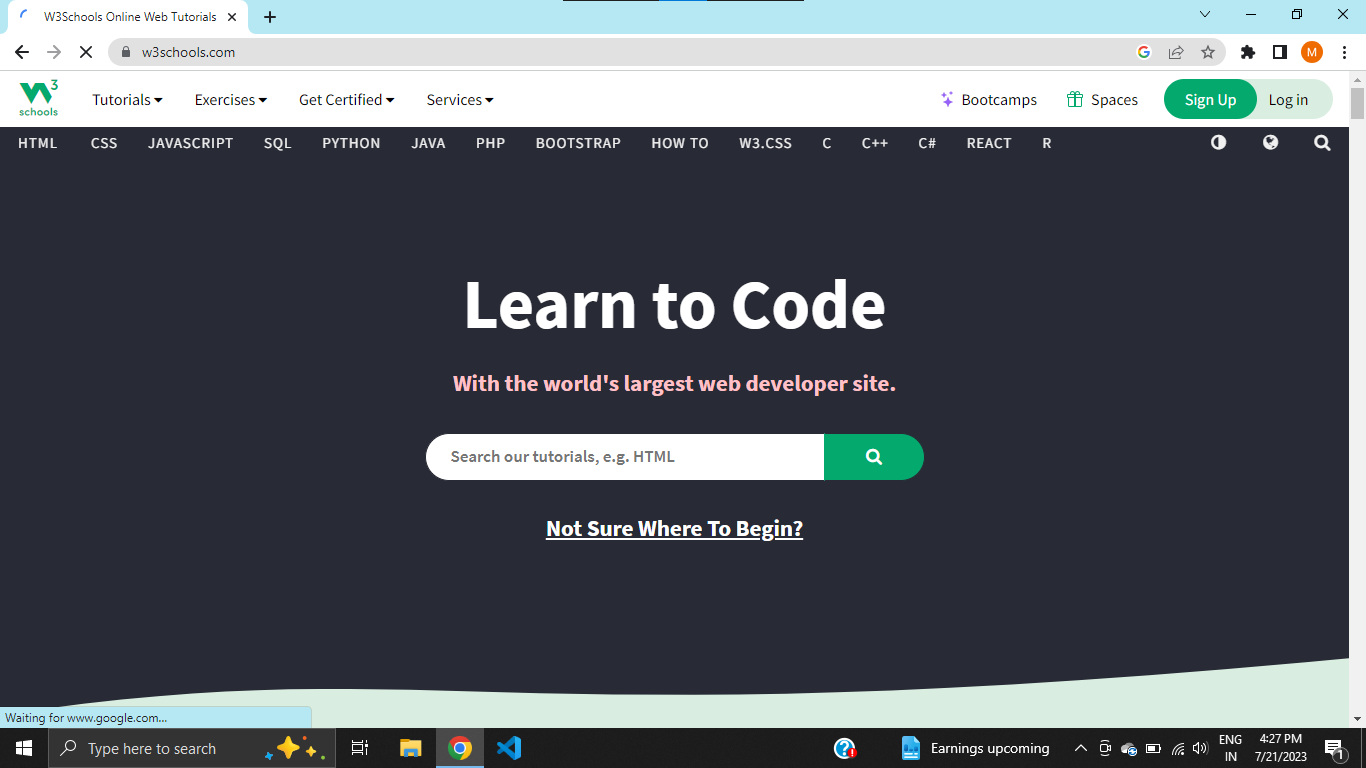 W3Schools Online Web Tutorials
w3schools.com
M
W3 schools
Tutorials Exercises Get Certified Services Bootcamps Spaces Sign Up Log in
HTML CSS JAVASCRIPT SQL PYTHON JAVA PHP BOOTSTRAP HOW TO W3.CSS C C++ C# REACT R
Learn to Code
With the world's largest web developer site.
Search our tutorials, e.g. HTML
Not Sure Where To Begin?
Waiting for www.google.com...
Type here to search
Earnings upcoming
ENG
IN
4:27 PM
7/21/2023
1